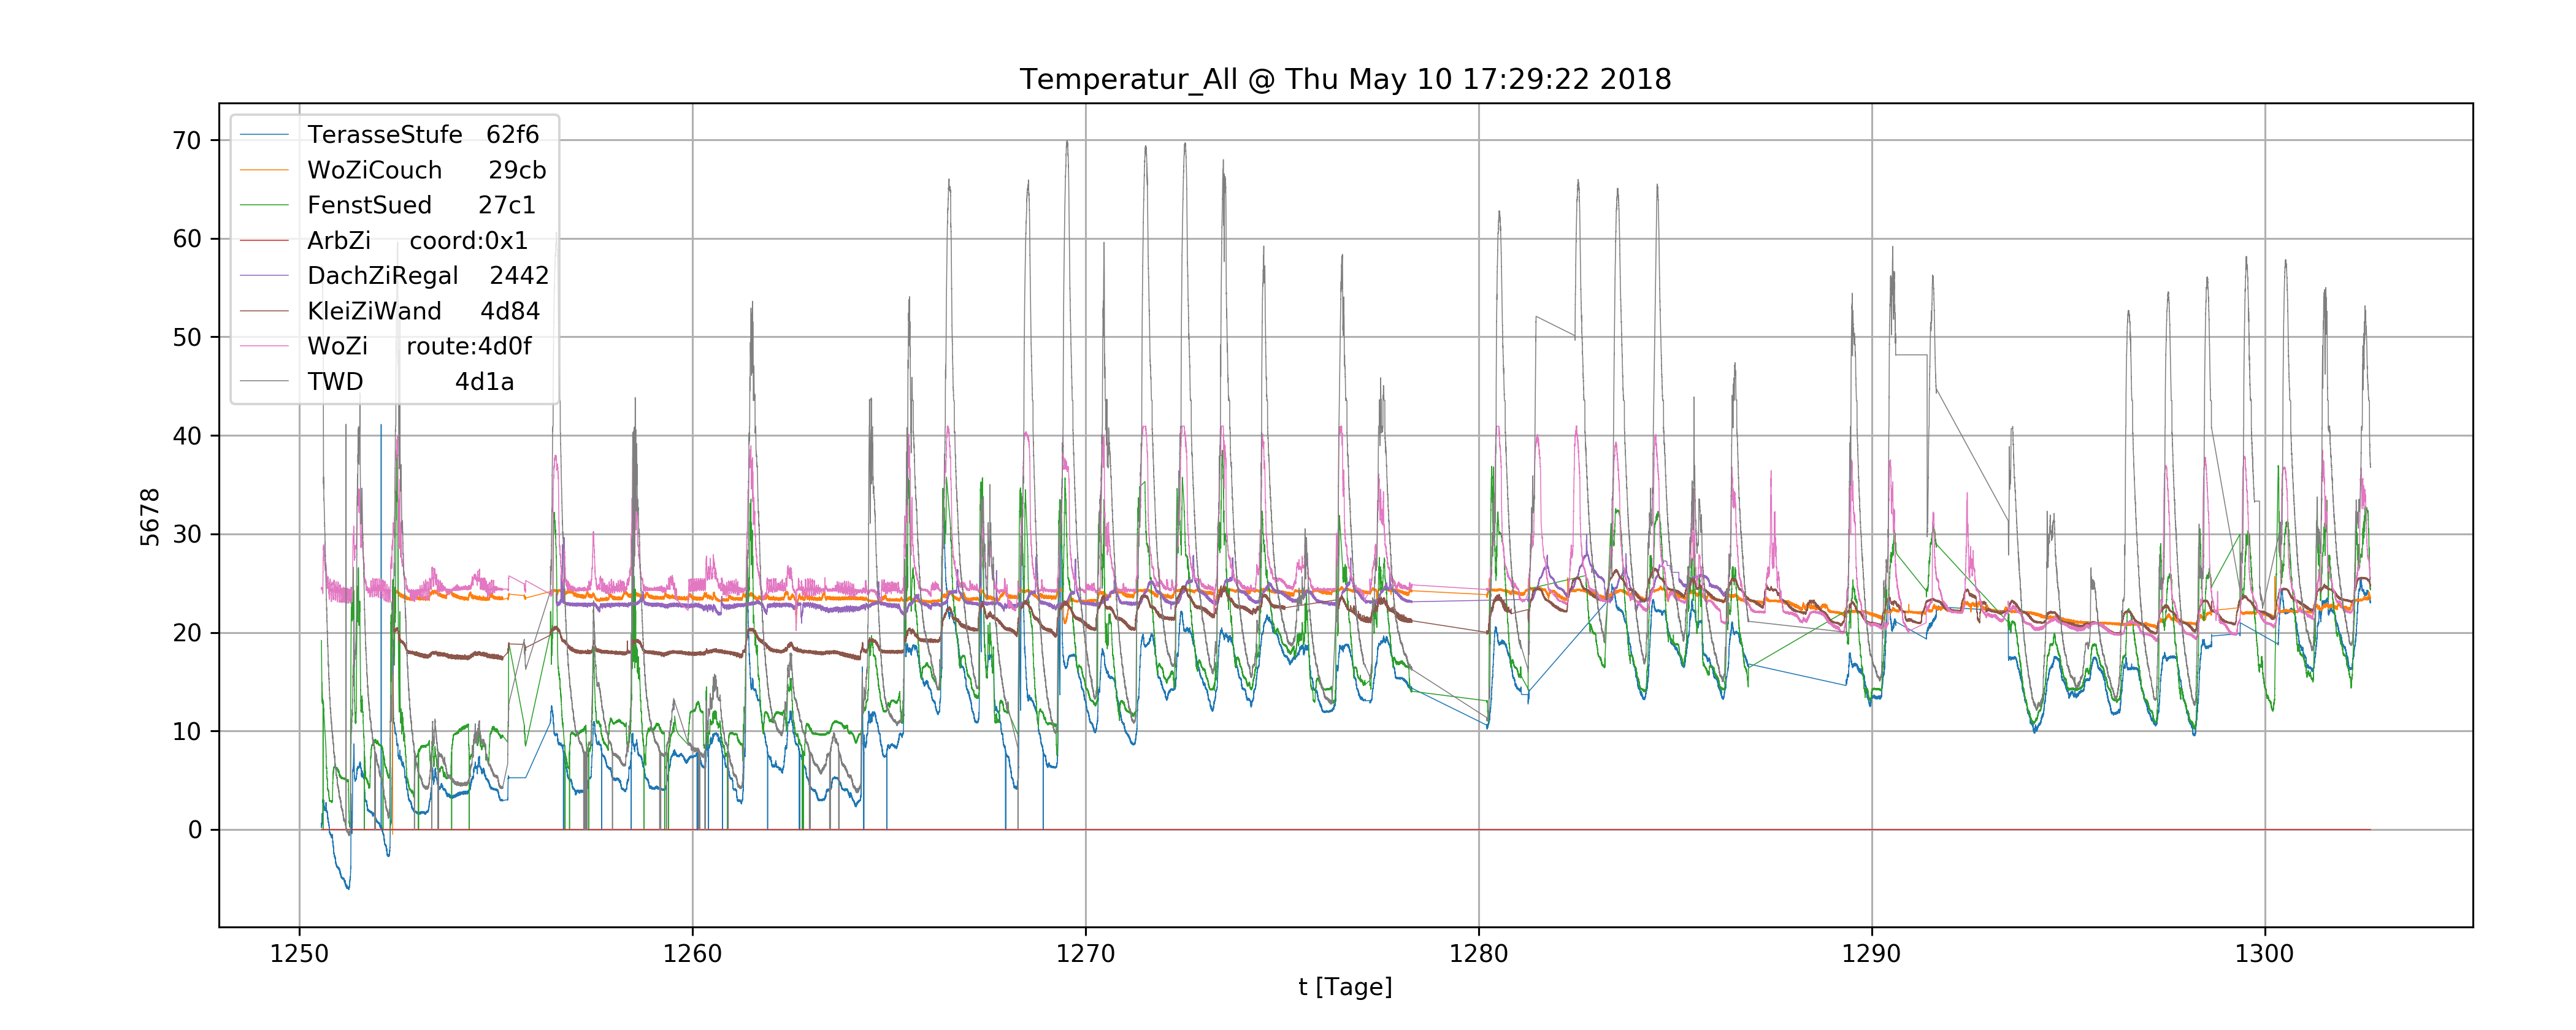 Temperatur_All @ Thu May 10 17:29:22 2018
TerasseStufe 62f6
WoZiCouch 29cb
FenstSued 27c1
ArbZi coord:0x1
DachZiRegal 2442
KleiZiWand 4d84
WoZi route:4d0f
TWD 4d1a
5678
70
60
50
40
30
20
10
0
1250 1260 1270 1280 1290 1300
t [Tage]